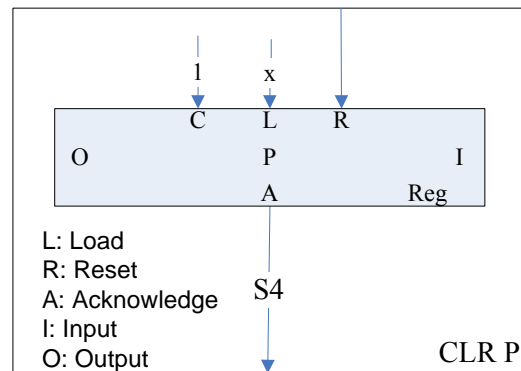 1 x
C L R
O P I
A Reg
L: Load
R: Reset
A: Acknowledge
I: Input
O: Output
S4
CLR P